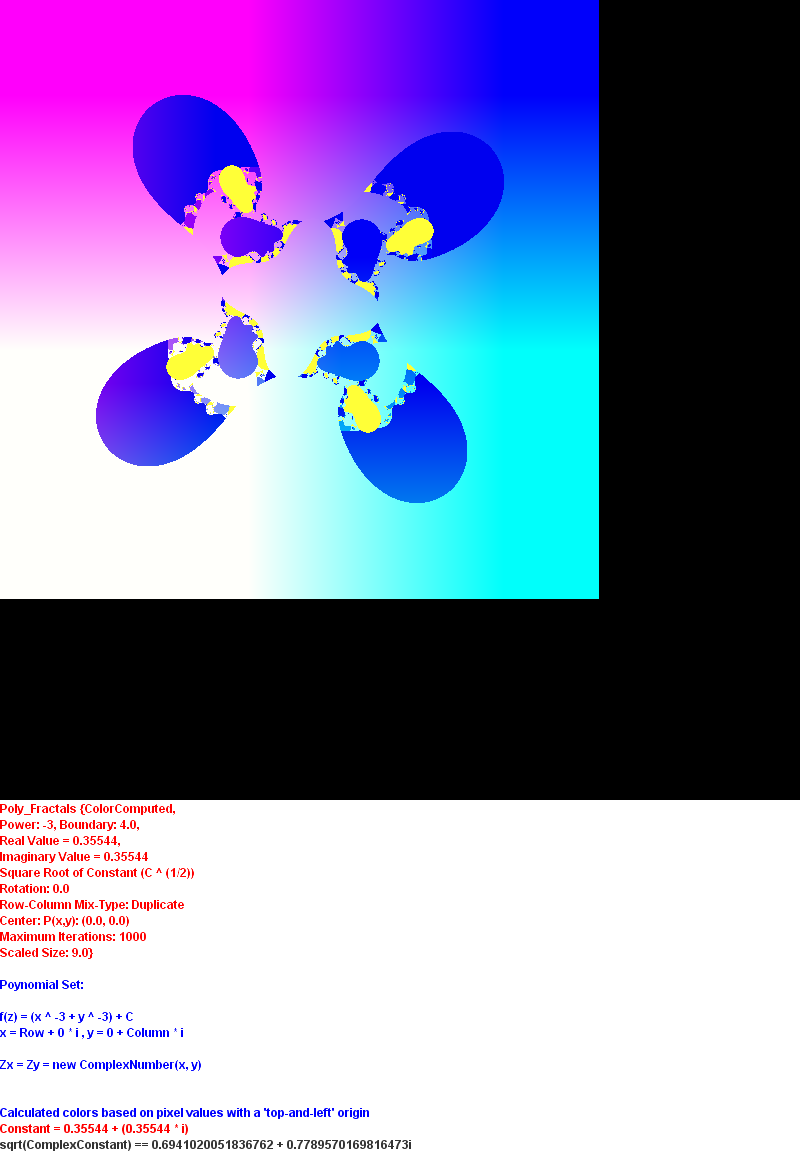 Poly_Fractals {ColorComputed,
Power: -3, Boundary: 4.0,
Real Value = 0.35544,
Imaginary Value = 0.35544
Square Root of Constant (C ^ (1/2))
Rotation: 0.0
Row-Column Mix-Type: Duplicate
Center: P(x,y): (0.0, 0.0)
Maximum Iterations: 1000
Scaled Size: 9.0}
Poynomial Set:
f(z) = (x ^ -3 + y ^ -3) + C
x = Row + 0 * i , y = 0 + Column * i
Zx = Zy = new ComplexNumber(x, y)
Calculated colors based on pixel values with a 'top-and-left' origin
Constant = 0.35544 + (0.35544 * i)
sqrt(ComplexConstant) == 0.6941020051836762 + 0.7789570169816473i